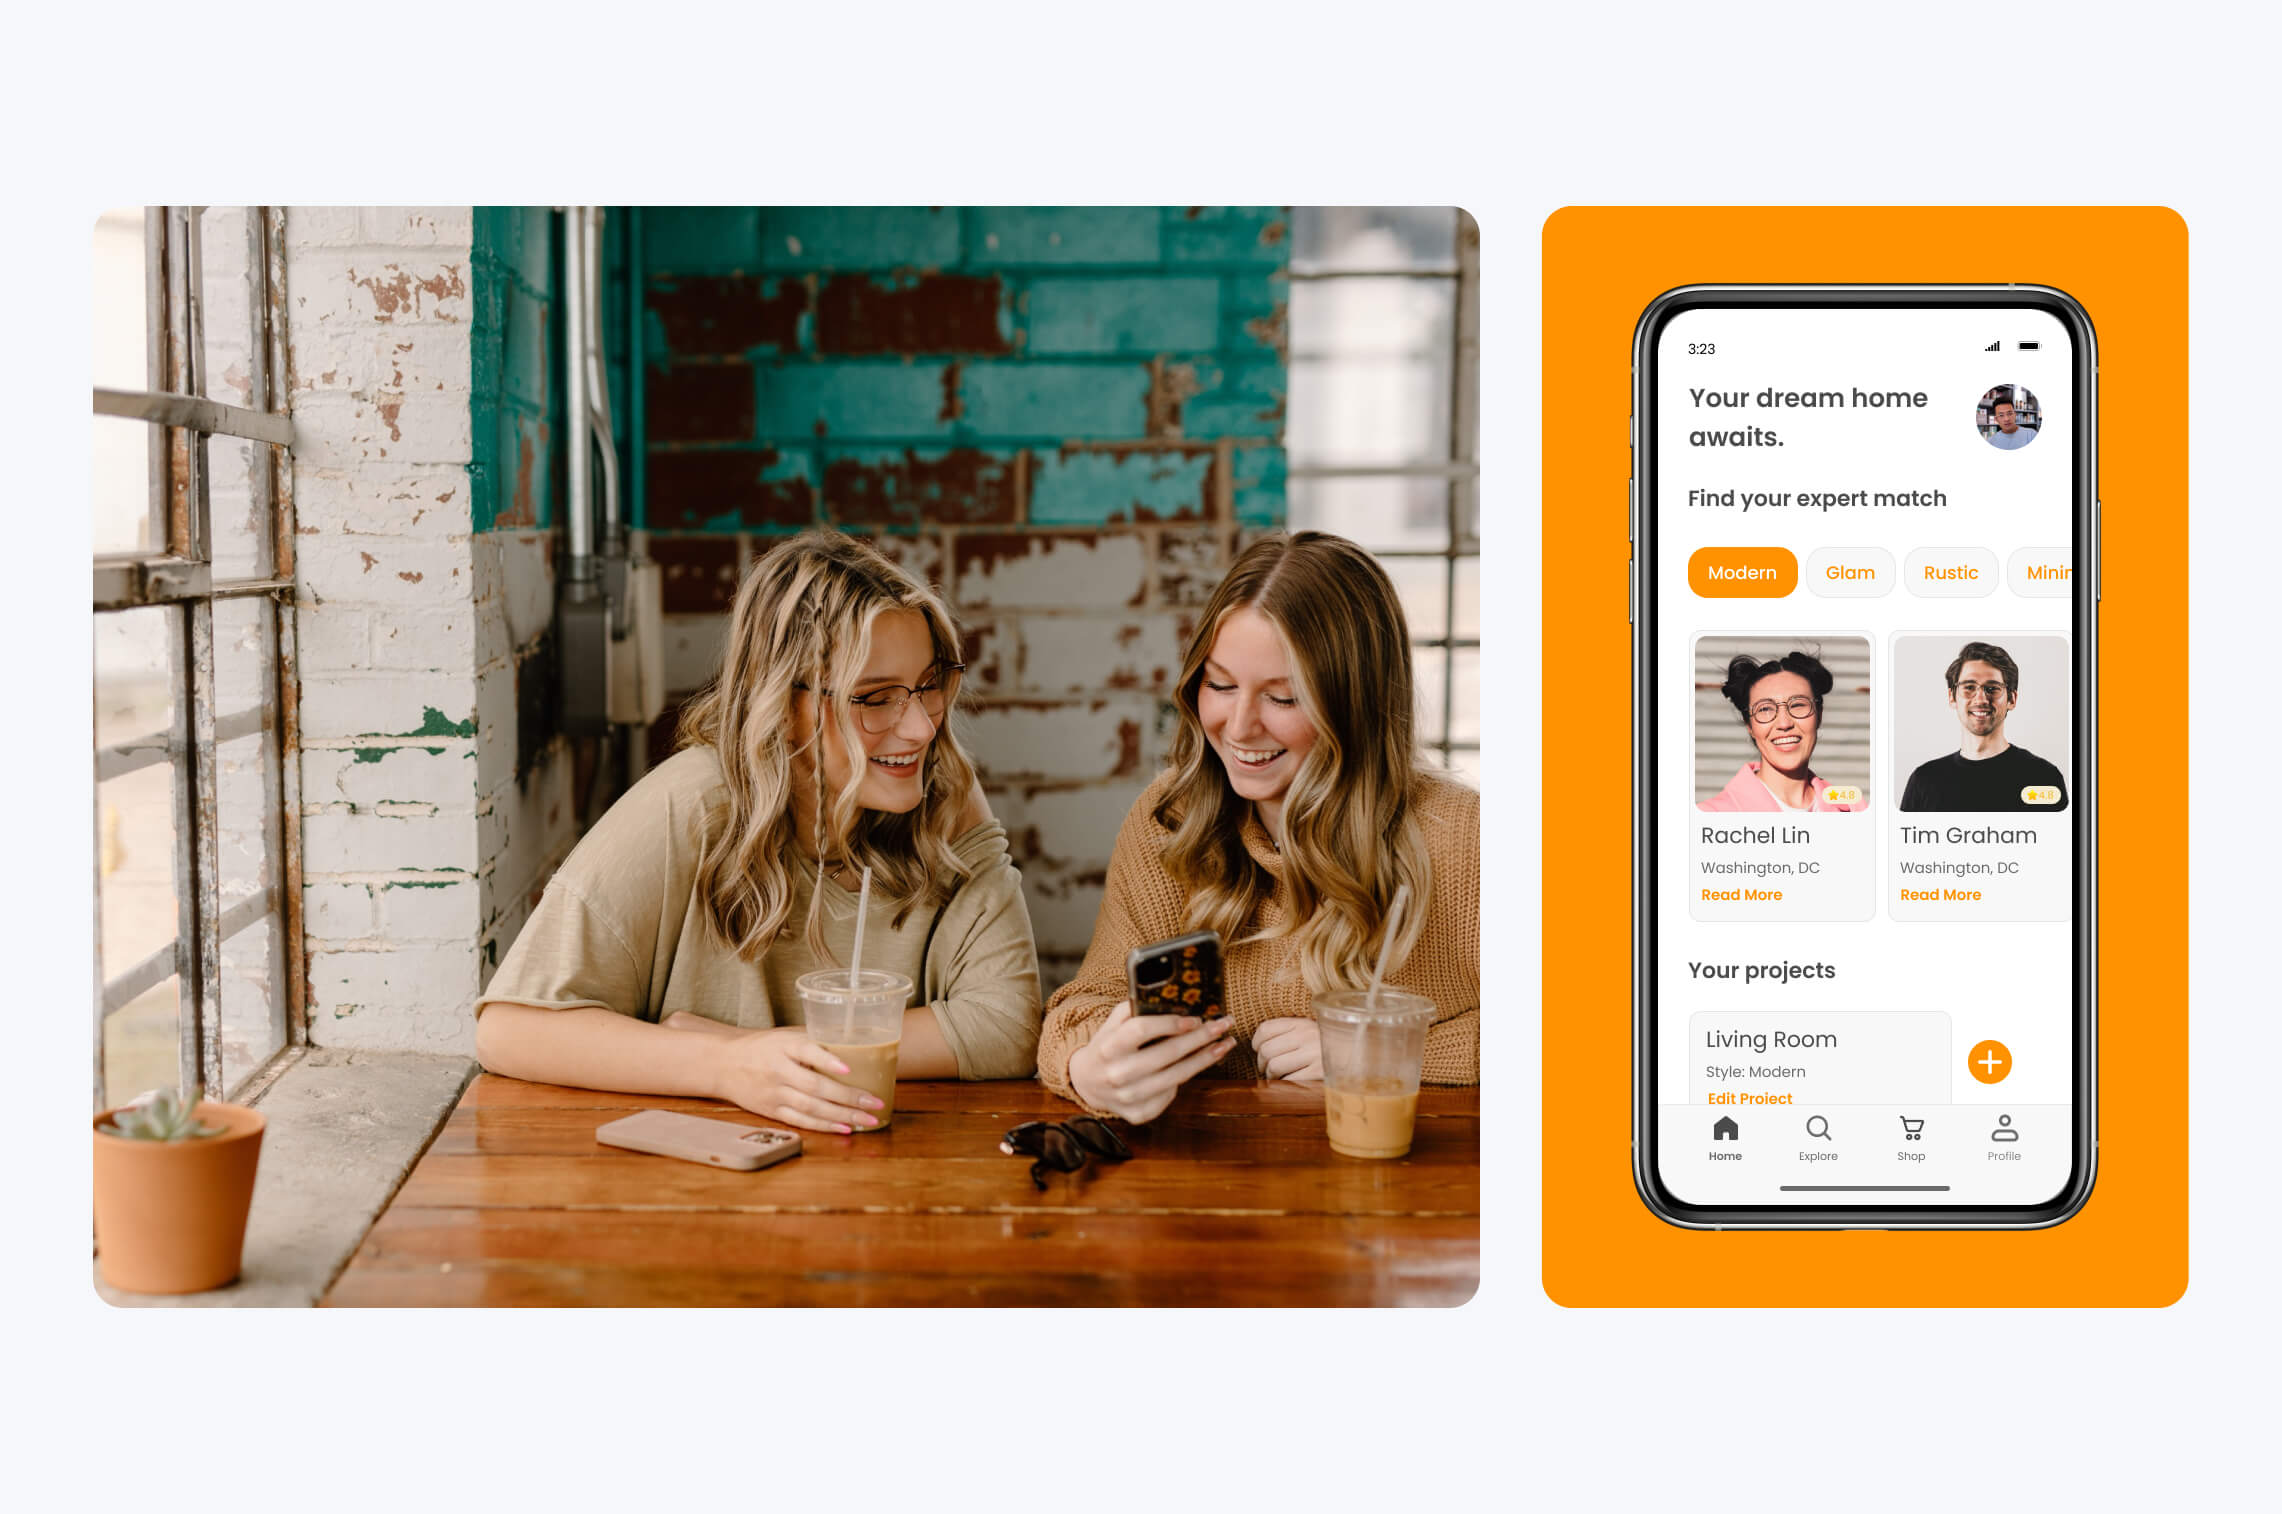 3:23
Your dream home
awaits.
Find your expert match
Modern
Glam
Rustic
Minin
4.8
4.8
Rachel Lin
Tim Graham
Washington, DC
Washington, DC
Read More
Read More
Your projects
Living Room
Style: Modern
Edit Project
Home
Explore
Shop
Profile